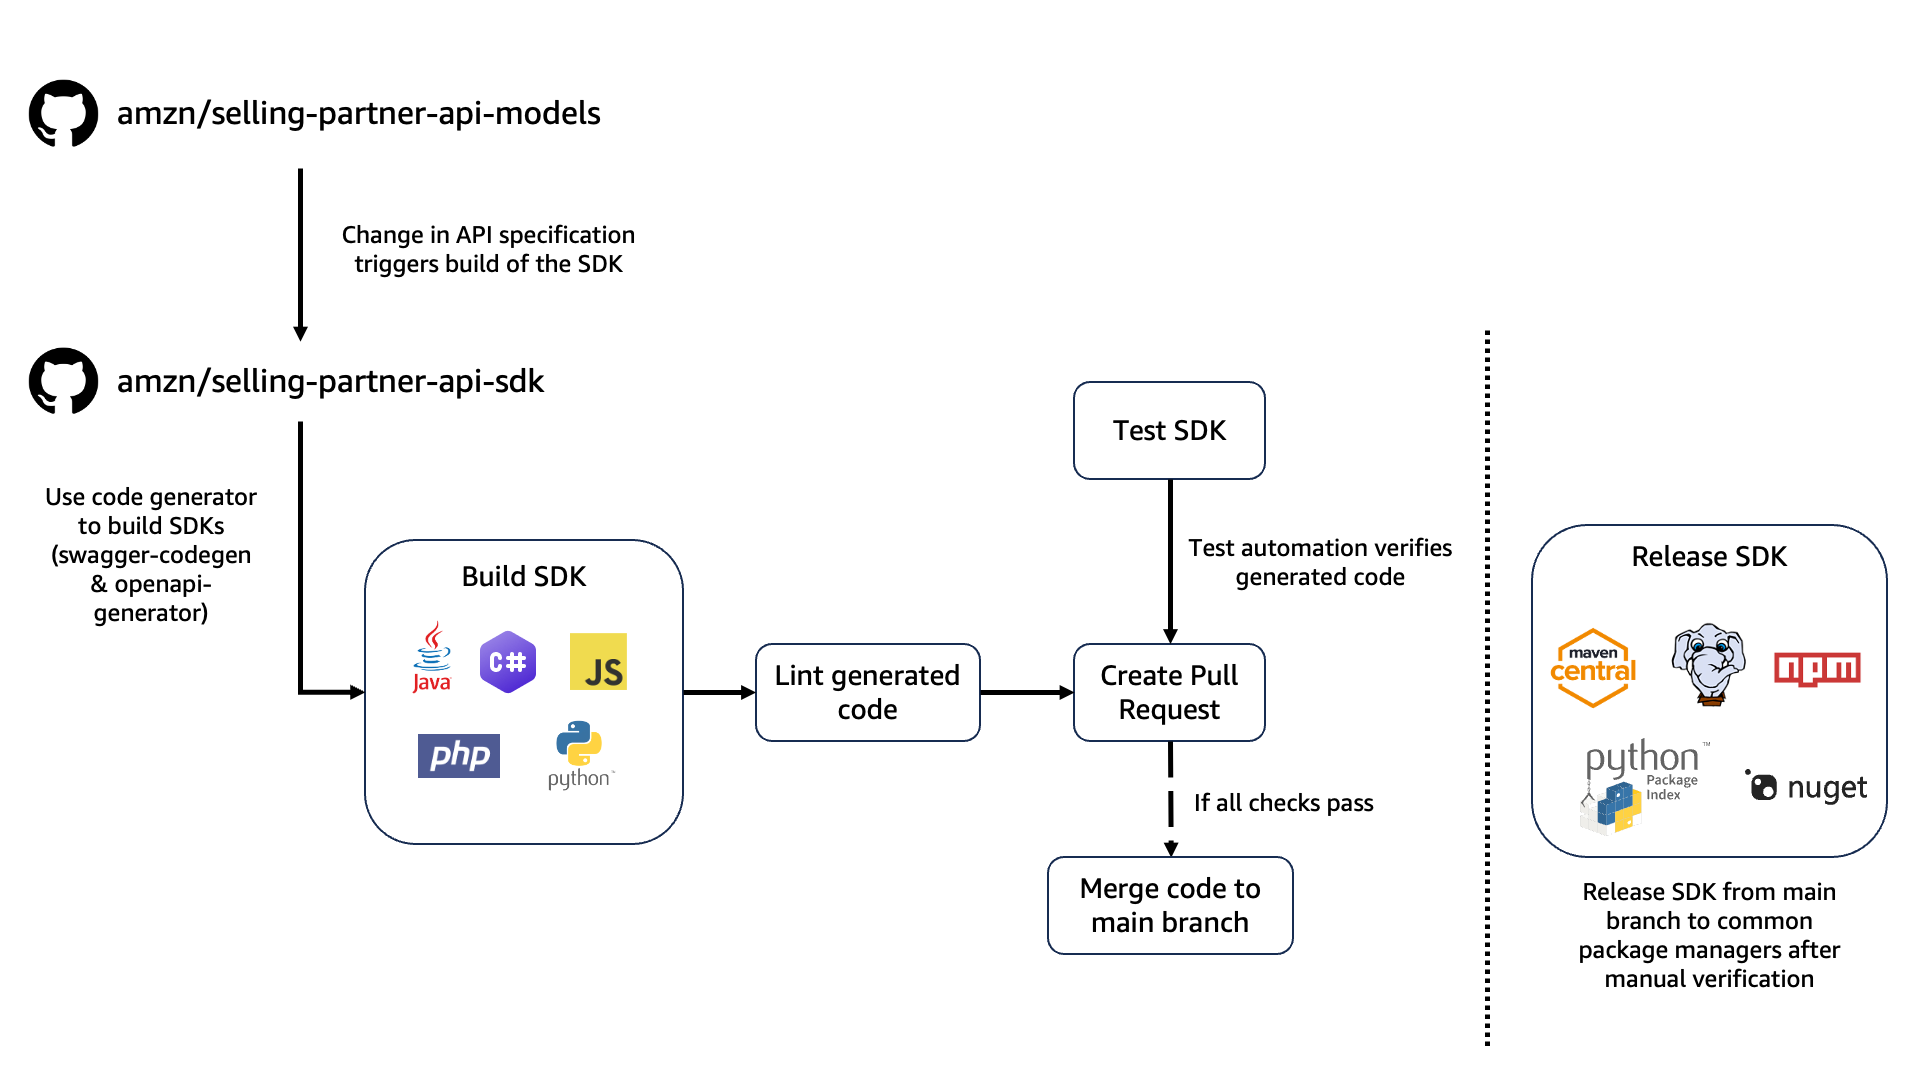 amzn/selling-partner-api-models
Change in API specification
triggers build of the SDK
amzn/selling-partner-api-sdk
Use code generator
to build SDKs
(swagger-codegen
& openapi-
generator)
Build SDK
Java
C#
JS
php
python™
Lint generated
code
Test SDK
Test automation verifies
generated code
Create Pull
Request
If all checks pass
Merge code to
main branch
Release SDK
maven
central
npm
python™
Package
Index
nuget
Release SDK from main
branch to common
package managers after
manual verification